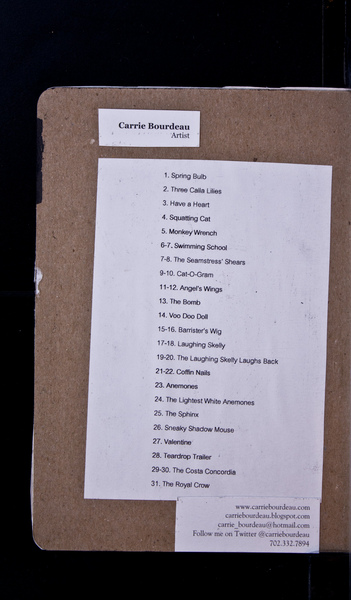 Carrie Bourdeau
Artist
1. Spring Bulb
2. Three Calla Lilies
3. Have a Heart
4. Squatting Cat
5. Monkey Wrench
6-7. Swimming School
7-8. The Seamstress' Shears
9-10. Cat-O-Gram
11-12. Angel's Wings
13. The Bomb
14. Voo Doo Doll
15-16. Barrister's Wig
17-18. Laughing Skelly
19-20. The Laughing Skelly Laughs Back
21-22. Coffin Nails
23. Anemones
24. The Lightest White Anemones
25. The Sphinx
26. Sneaky Shadow Mouse
27. Valentine
28. Teardrop Trailer
29-30. The Costa Concordia
31. The Royal Crow
www.carriebourdeau.com
carriebourdeau.blogspot.com
carrie_bourdeau@hotmail.com
Follow me on Twitter @carriebourdeau
702.332.7894